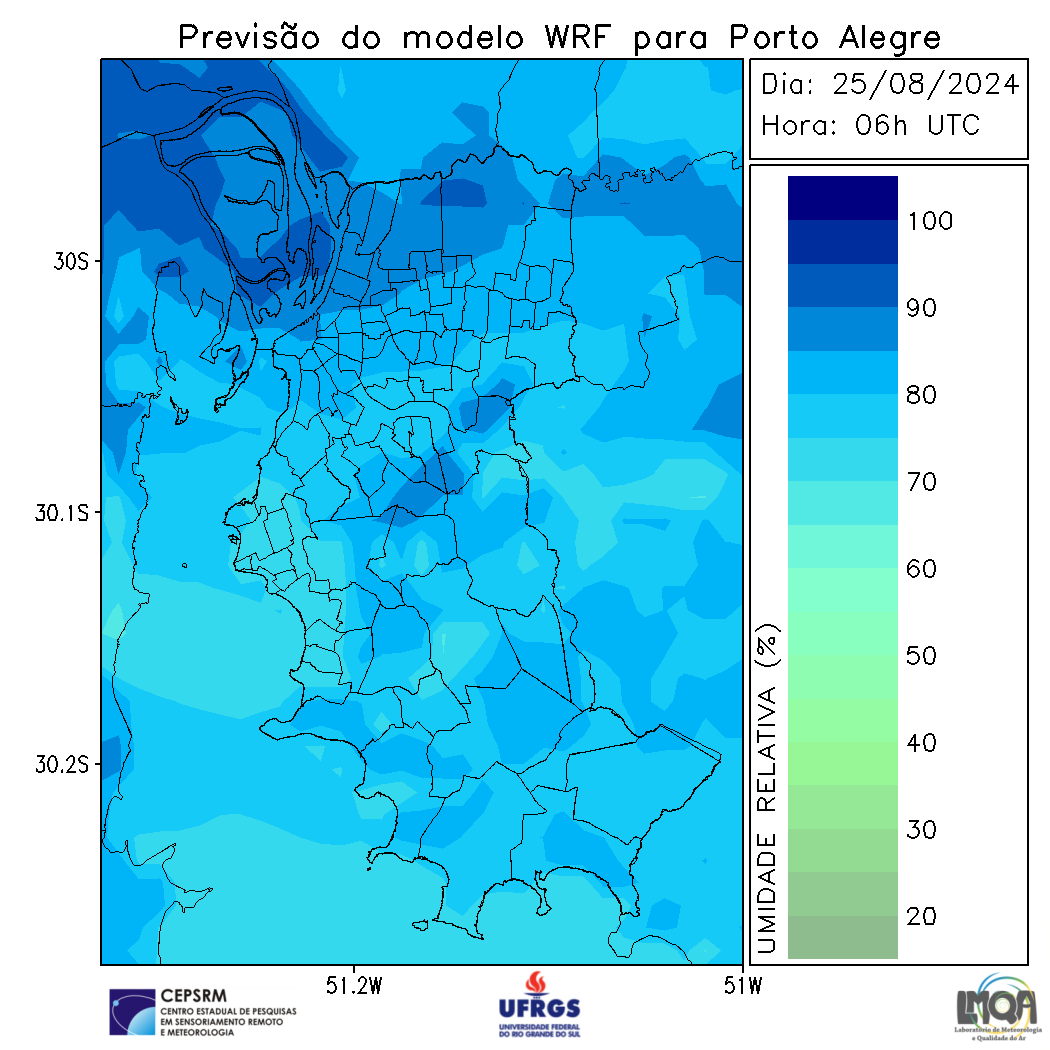 Previsão do modelo WRF para Porto Alegre
Dia: 25/08/2024
Hora: 06h UTC
30S
30.1S
30.2S
51.2W
51W
UMIDADE RELATIVA (%)
100
90
80
70
60
50
40
30
20
CEPSRM
CENTRO ESTADUAL DE PESQUISAS
EM SENSORIAMENTO REMOTO
E METEOROLOGIA
UFRGS
UNIVERSIDADE FEDERAL
DO RIO GRANDE DO SUL
LMQA
Laboratório de Meteorologia
e Qualidade do Ar